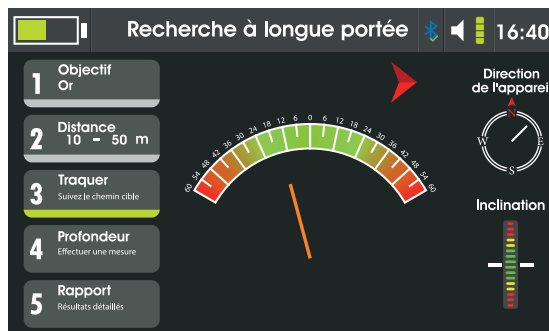 Recherche à longue portée
16:40
1 Objectif
Or
2 Distance
10 - 50 m
3 Traquer
Suivez le chemin cible
4 Profondeur
Effectuer une mesure
5 Rapport
Résultats détaillés
60 54 48 42 36 30 24 18 12 6 0 6 12 18 24 30 36 42 48 54 60
Direction
de l'apparei
N
W E
S
Inclination